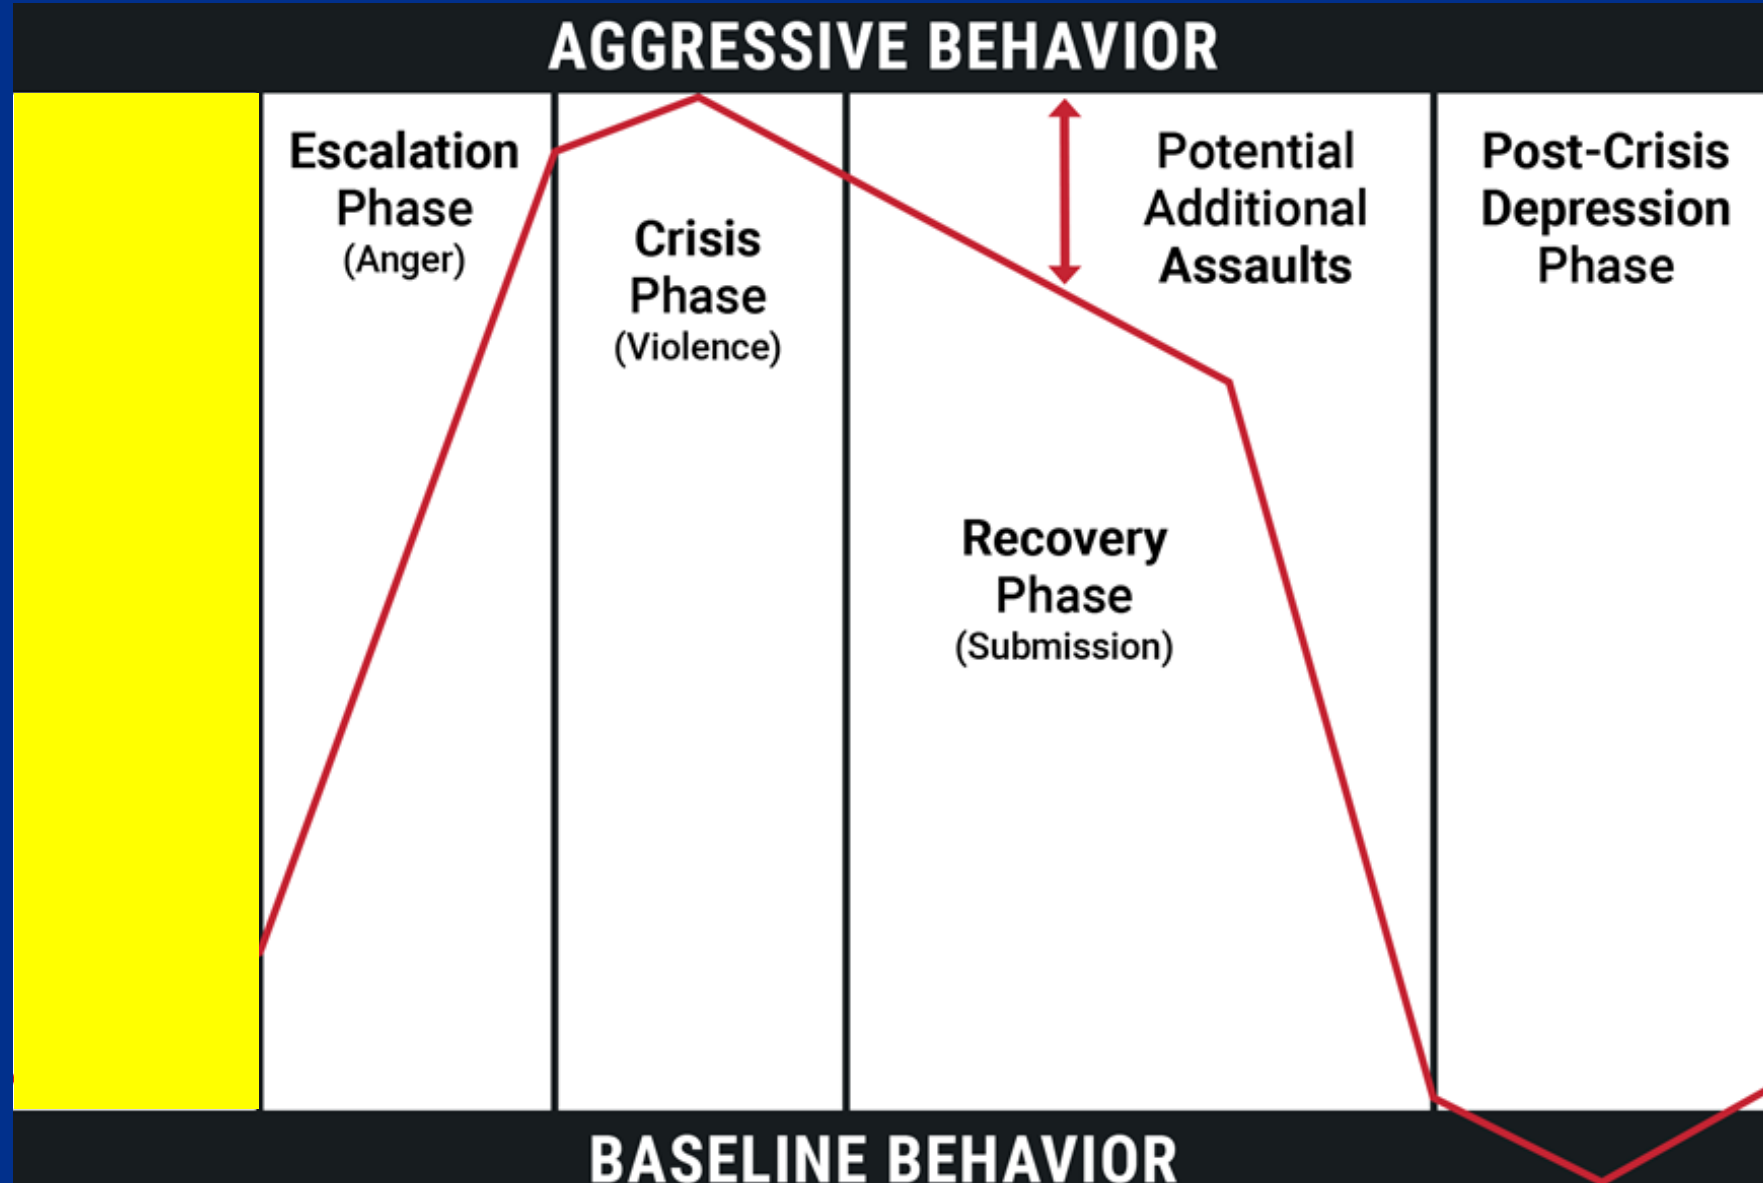 AGGRESSIVE BEHAVIOR
Escalation
Phase
(Anger)
Crisis
Phase
(Violence)
Potential
Additional
Assaults
Recovery
Phase
(Submission)
Post-Crisis
Depression
Phase
BASELINE BEHAVIOR